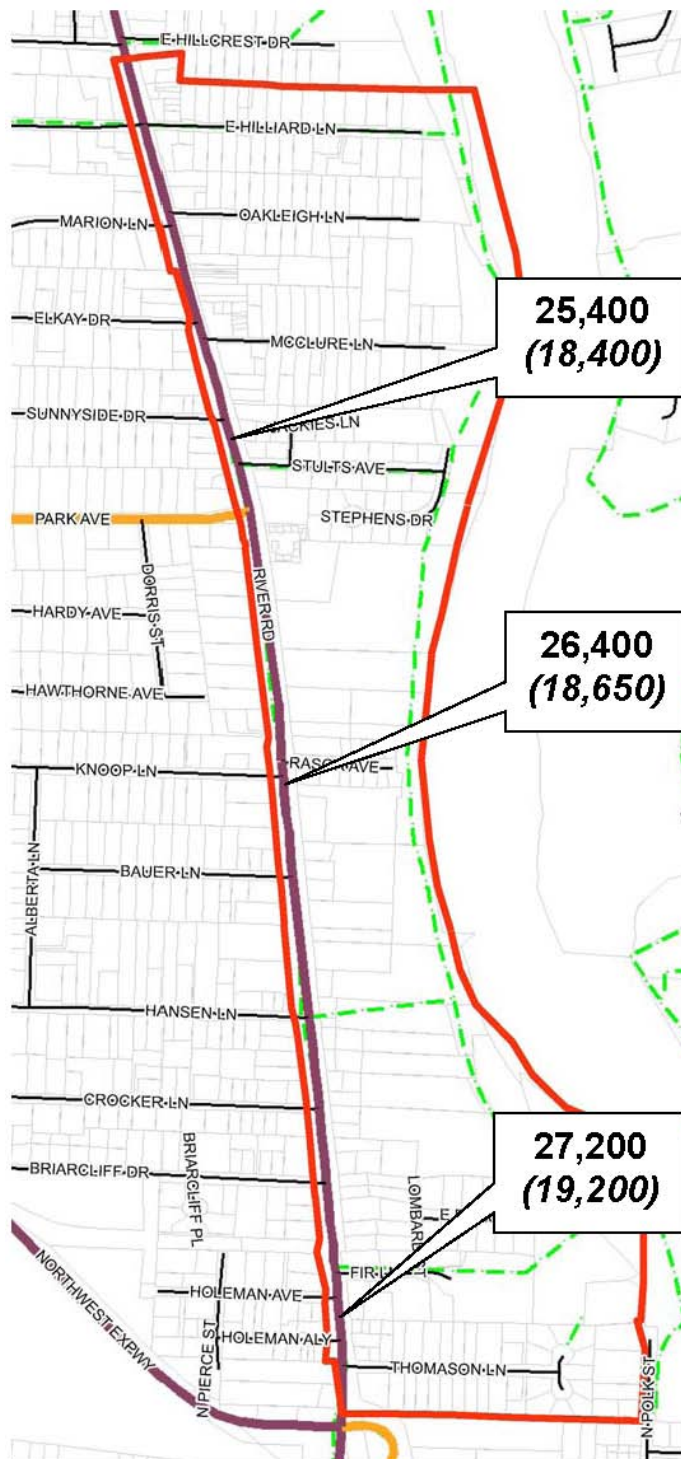 E HILLCREST DR
E HILLIARD LN
OAKLEIGH LN
MARION LN
25,400
(18,400)
ELKAY DR
MCCLURE LN
SUNNYSIDE DR
STULTS AVE
PARK AVE
STEPHENS DR
DORRIS ST
RIVER RD
HARDY AVE
26,400
(18,650)
HAWTHORNE AVE
KNOOP LN
AVE
ALBERTA LN
BAUER LN
HANSEN LN
CROCKER LN
27,200
(19,200)
BRIARCLIFF PL
BRIARCLIFF DR
NORTHWEST EXPWY
HOLEMAN AVE
N PIERCE ST
HOLEMAN ALY
THOMASON LN
N POLK ST